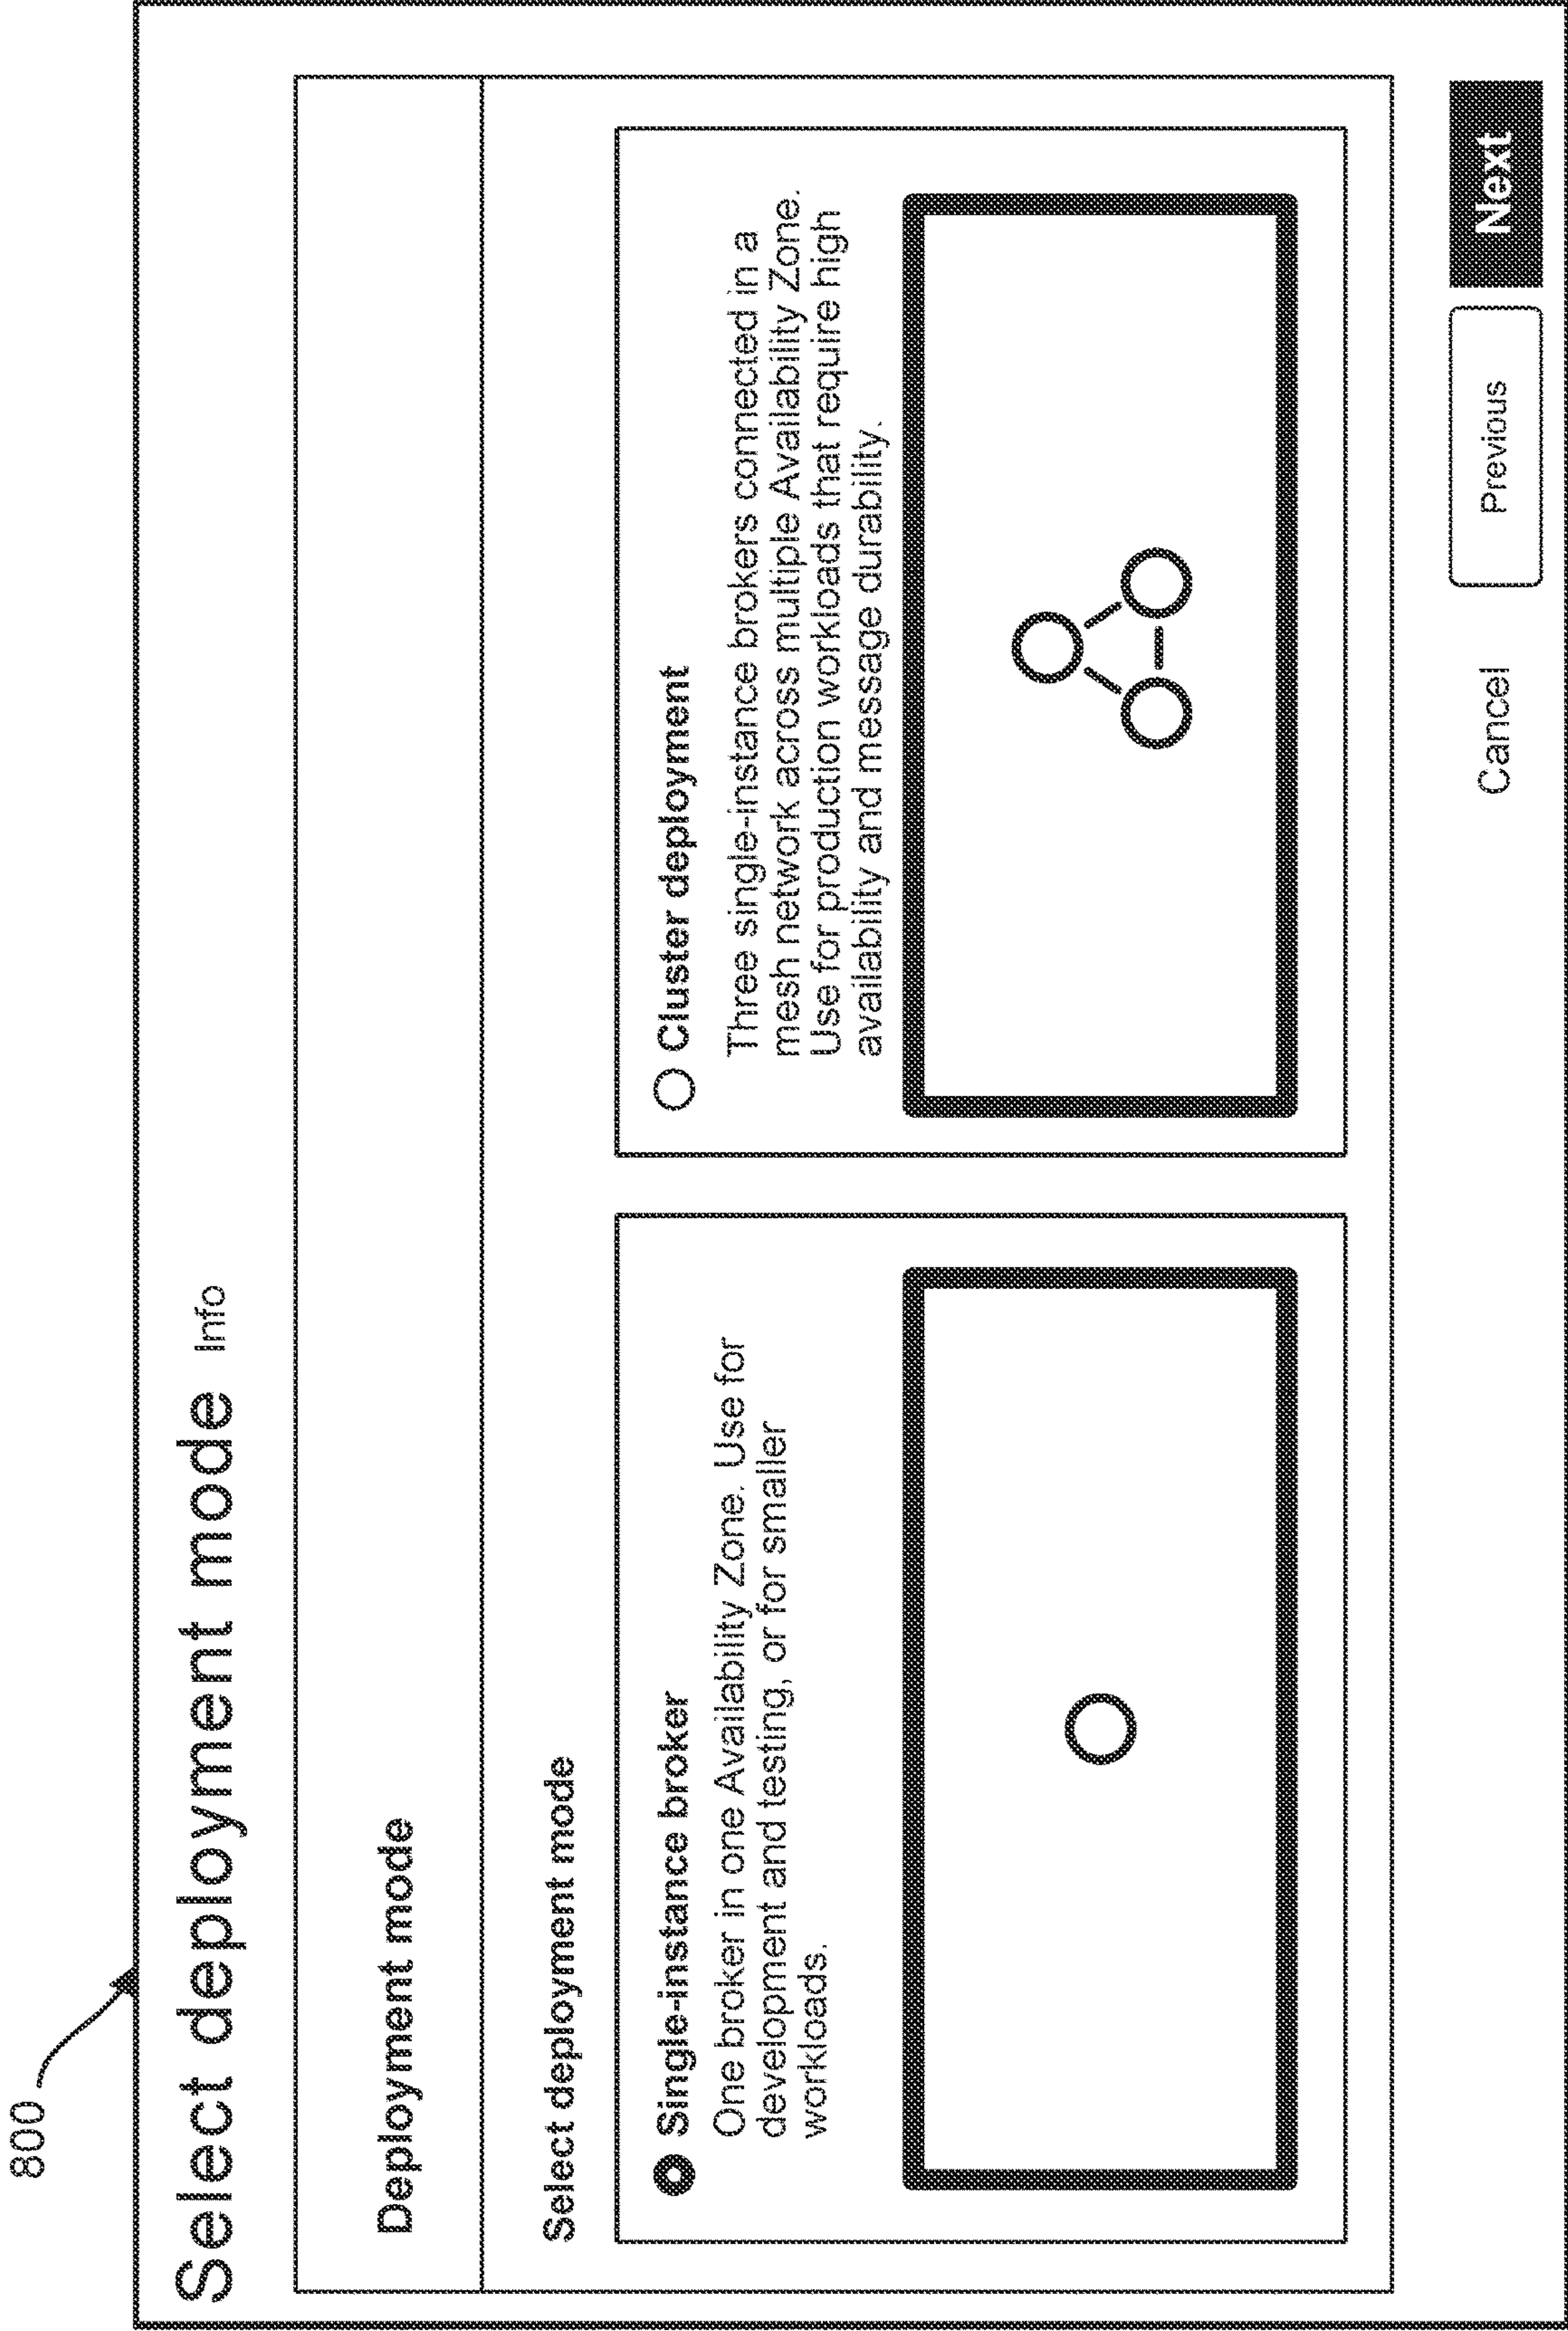 800
Select deployment mode Info
Deployment mode
Select deployment mode
Single-instance broker
One broker in one Availability Zone. Use for
development and testing, or for smaller
workloads.
Cluster deployment
Three single-instance brokers connected in a
mesh network across multiple Availability Zone.
Use for production workloads that require high
availability and message durability.
Cancel
Previous
Next